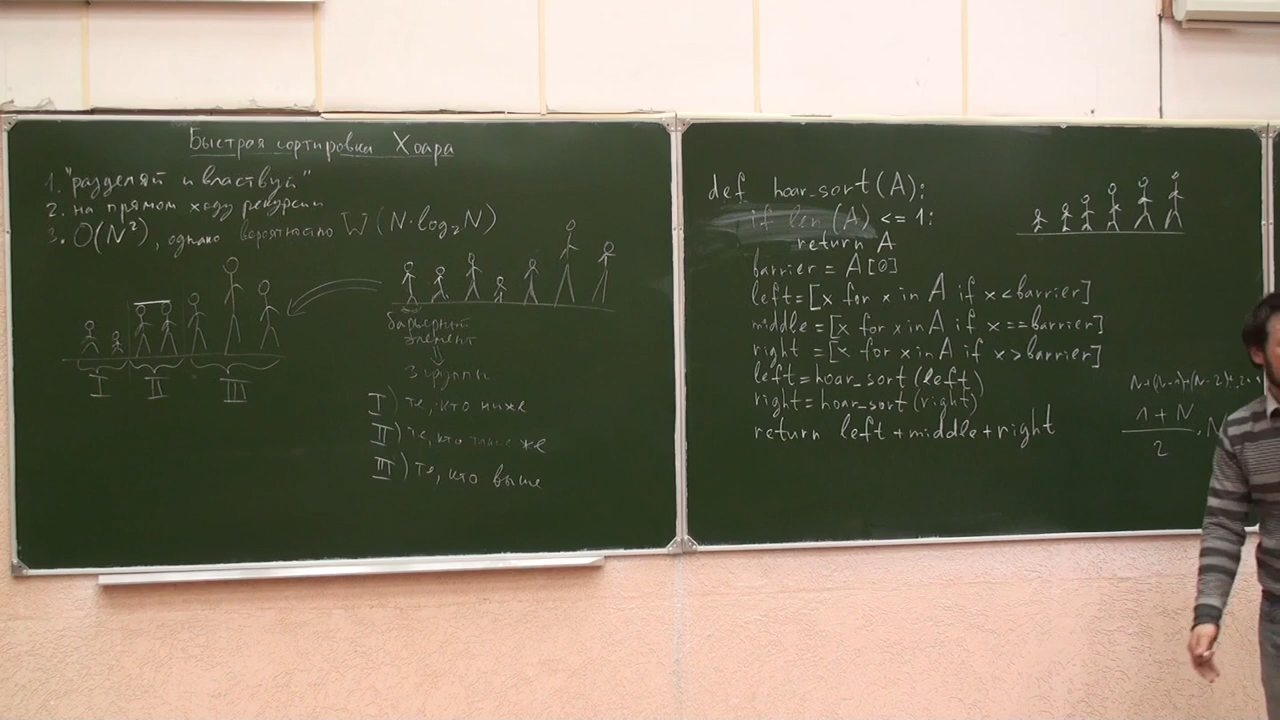 Быстрая сортировка Хоара
1. "разделяй и властвуй"
2. на прямом ходу рекурсии
3. O(N²), однако вероятностно W(N·log₂N)
барьерный
элемент
3 группы
I) те, кто ниже
II) те, кто такие же
III) те, кто выше
I II III
def hoar_sort(A):
if len(A) <= 1:
return A
barrier = A[0]
left=[x for x in A if x<barrier]
middle=[x for x in A if x==barrier]
right =[x for x in A if x>barrier]
left=hoar_sort(left)
right=hoar_sort(right)
return left+middle+right
N+(N-1)+(N-2)+
1+N
2
·N